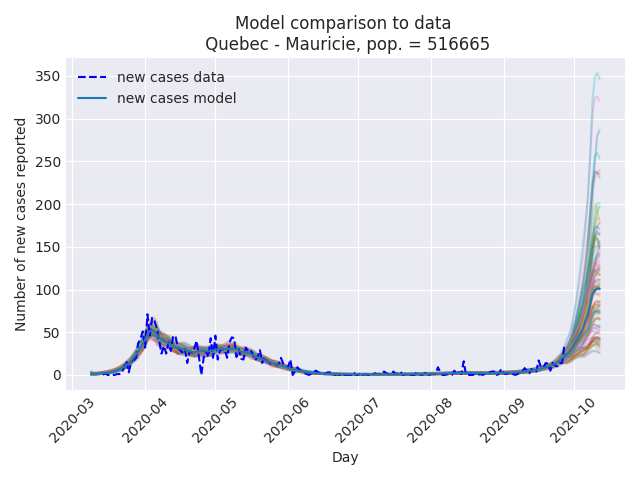 Model comparison to data
Quebec - Mauricie, pop. = 516665
new cases data
new cases model
Number of new cases reported
350
300
250
200
150
100
50
0
2020-03
2020-04
2020-05
2020-06
2020-07
2020-08
2020-09
2020-10
Day